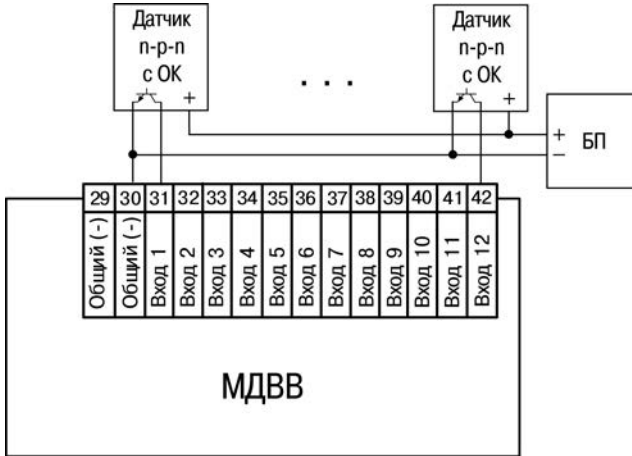 Датчик
n-p-n
с ОК
+
. . .
Датчик
n-p-n
с ОК
+
+
−
БП
29 30 31 32 33 34 35 36 37 38 39 40 41 42
Общий (-)
Общий (-)
Вход 1
Вход 2
Вход 3
Вход 4
Вход 5
Вход 6
Вход 7
Вход 8
Вход 9
Вход 10
Вход 11
Вход 12
МДВВ